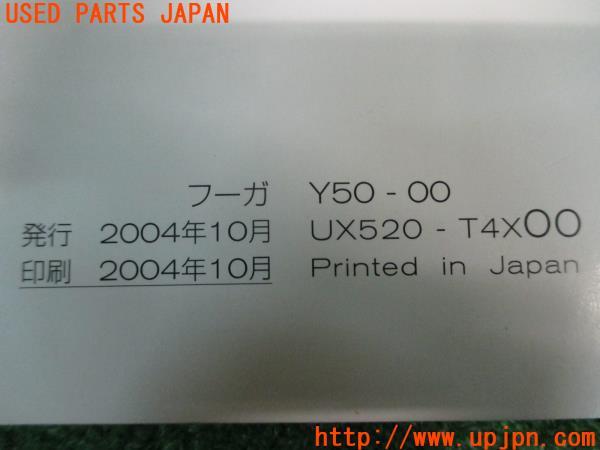 USED PARTS JAPAN
フーガ Y50 - 00
発行 2004年10月 UX520 - T4X00
印刷 2004年10月 Printed in Japan
http://www.upjpn.com